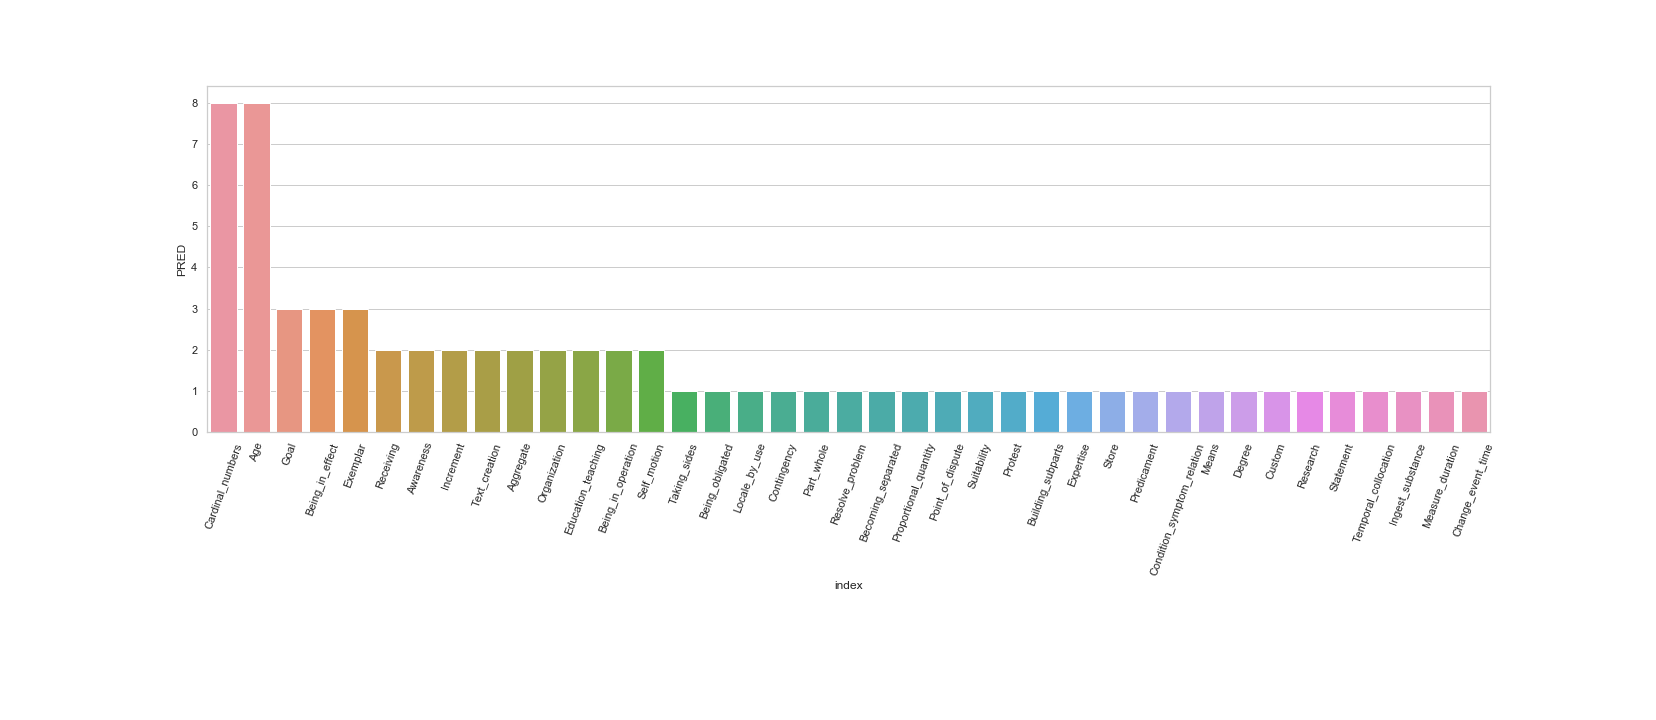 8
7
6
5
4
3
2
1
0
PRED
Cardinal_numbers
Age
Goal
Being_in_effect
Exemplar
Receiving
Awareness
Increment
Text_creation
Aggregate
Organization
Education_teaching
Being_in_operation
Self_motion
Taking_sides
Being_obligated
Locale_by_use
Contingency
Part_whole
Resolve_problem
Becoming_separated
Proportional_quantity
Point_of_dispute
Suitability
Protest
Building_subparts
Expertise
Store
Predicament
Condition_symptom_relation
Means
Degree
Custom
Research
Statement
Temporal_collocation
Ingest_substance
Measure_duration
Change_event_time
index